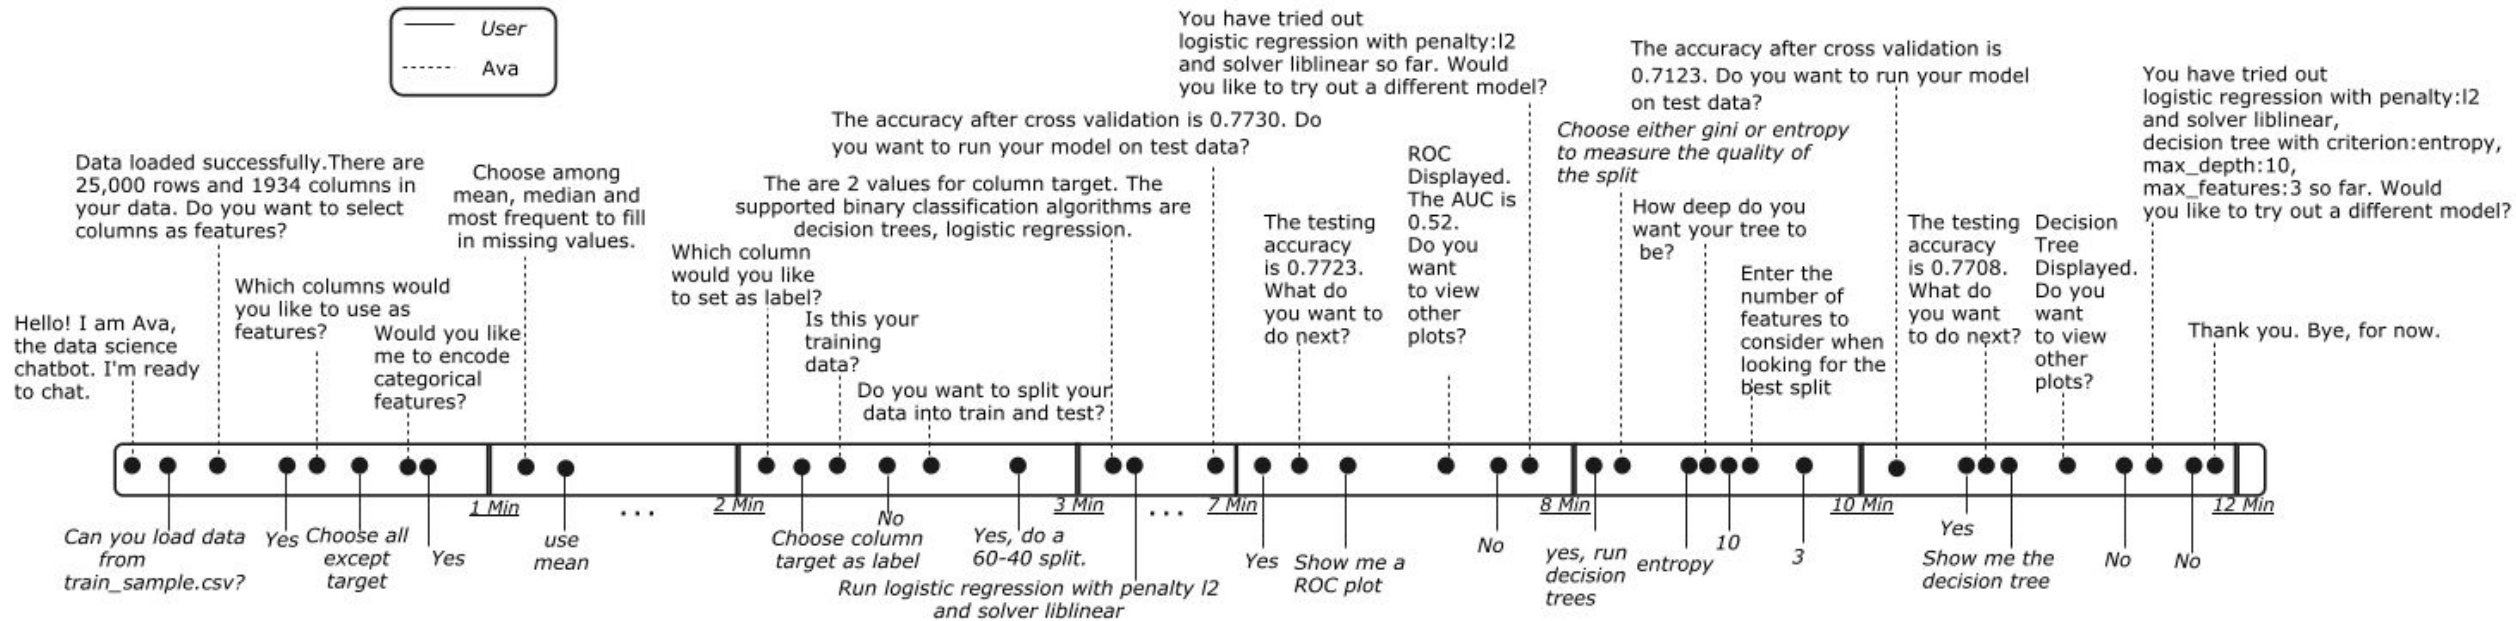 User
Ava
Hello! I am Ava,
the data science
chatbot. I'm ready
to chat.
Can you load data
from
train_sample.csv?
Data loaded successfully.There are
25,000 rows and 1934 columns in
your data. Do you want to select
columns as features?
Yes
Which columns would
you like to use as
features?
Choose all
except
target
Would you like
me to encode
categorical
features?
Yes
1 Min
Choose among
mean, median and
most frequent to fill
in missing values.
use
mean
...
2 Min
Which column
would you like
to set as label?
Choose column
target as label
Is this your
training
data?
No
Do you want to split your
data into train and test?
Yes, do a
60-40 split.
3 Min
The are 2 values for column target. The
supported binary classification algorithms are
decision trees, logistic regression.
Run logistic regression with penalty l2
and solver liblinear
...
The accuracy after cross validation is 0.7730. Do
you want to run your model on test data?
7 Min
Yes
The testing
accuracy
is 0.7723.
What do
you want to
do next?
Show me a
ROC plot
ROC
Displayed.
The AUC is
0.52.
Do you
want
to view
other
plots?
No
You have tried out
logistic regression with penalty:l2
and solver liblinear so far. Would
you like to try out a different model?
8 Min
yes, run
decision
trees
Choose either gini or entropy
to measure the quality of
the split
entropy
How deep do you
want your tree to
be?
10
Enter the
number of
features to
consider when
looking for the
best split
3
10 Min
The accuracy after cross validation is
0.7123. Do you want to run your model
on test data?
Yes
The testing
accuracy
is 0.7708.
What do
you want
to do next?
Show me the
decision tree
Decision
Tree
Displayed.
Do you
want
to view
other
plots?
No
You have tried out
logistic regression with penalty:l2
and solver liblinear,
decision tree with criterion:entropy,
max_depth:10,
max_features:3 so far. Would
you like to try out a different model?
No
Thank you. Bye, for now.
12 Min